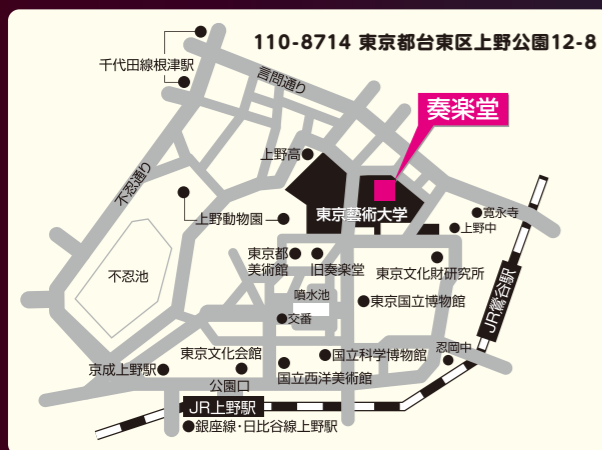 110-8714 東京都台東区上野公園12-8
千代田線根津駅
言問通り
奏楽堂
上野高
不忍通り
東京藝術大学
寛永寺
上野中
上野動物園
東京都
美術館
旧奏楽堂
東京文化財研究所
不忍池
噴水池
東京国立博物館
JR鶯谷駅
交番
忍岡中
東京文化会館
国立科学博物館
京成上野駅
国立西洋美術館
公園口
JR上野駅
銀座線・日比谷線上野駅